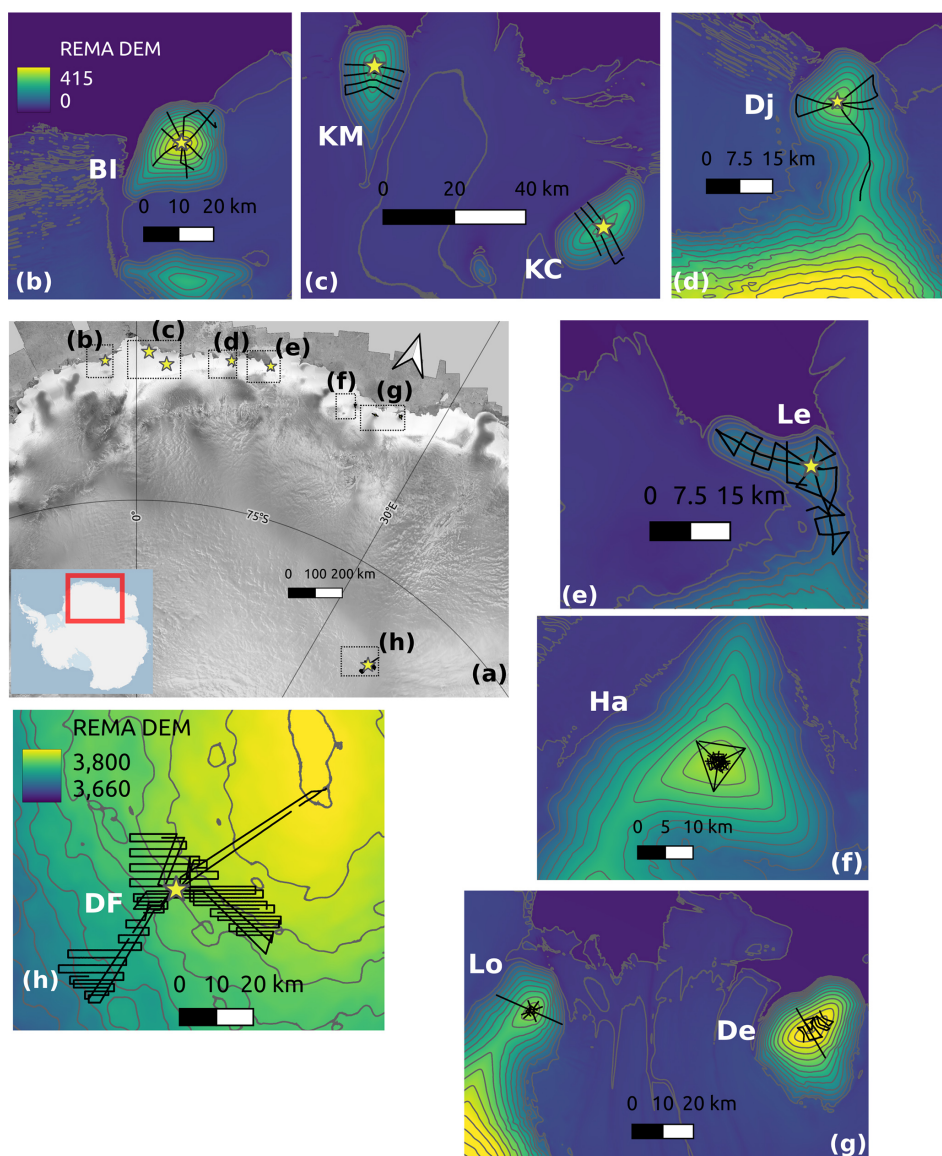 REMA DEM
415
0
BI
0 10 20 km
(b)
KM
0 20 40 km
KC
(c)
Dj
0 7.5 15 km
(d)
(b)
(c)
(d)
(e)
(f)
(g)
0°
75°S
30°E
0 100 200 km
(h)
(a)
Le
0 7.5 15 km
(e)
Ha
0 5 10 km
(f)
REMA DEM
3,800
3,660
DF
0 10 20 km
(h)
Lo
De
0 10 20 km
(g)